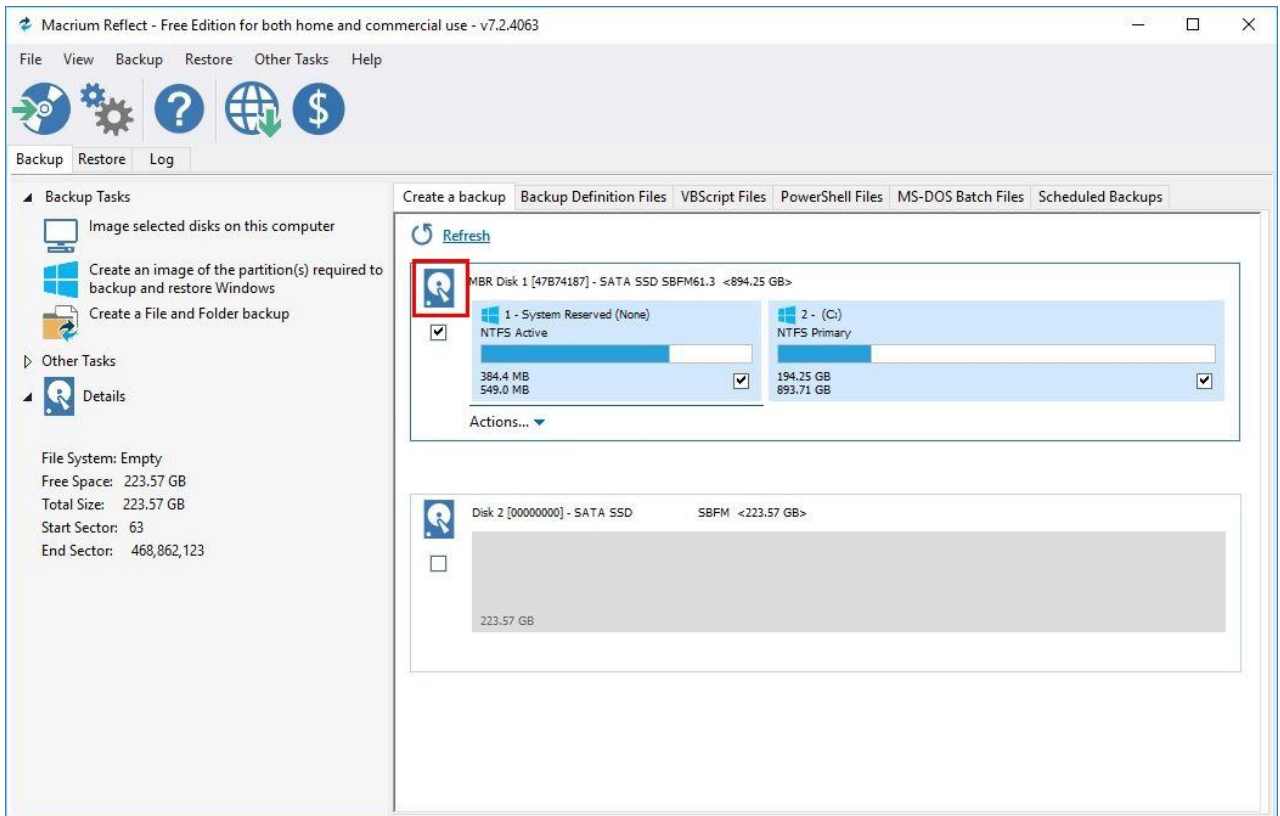 Macrium Reflect - Free Edition for both home and commercial use - v7.2.4063
File View Backup Restore Other Tasks Help
Backup Restore Log
Backup Tasks
Image selected disks on this computer
Create an image of the partition(s) required to
backup and restore Windows
Create a File and Folder backup
Other Tasks
Details
File System: Empty
Free Space: 223.57 GB
Total Size: 223.57 GB
Start Sector: 63
End Sector: 468,862,123
Create a backup Backup Definition Files VBScript Files PowerShell Files MS-DOS Batch Files Scheduled Backups
Refresh
MBR Disk 1 [47B74187] - SATA SSD SBFM61.3 <894.25 GB>
1 - System Reserved (None)
NTFS Active
384.4 MB
549.0 MB
2 - (C:)
NTFS Primary
194.25 GB
893.71 GB
Actions...
Disk 2 [00000000] - SATA SSD SBFM <223.57 GB>
223.57 GB